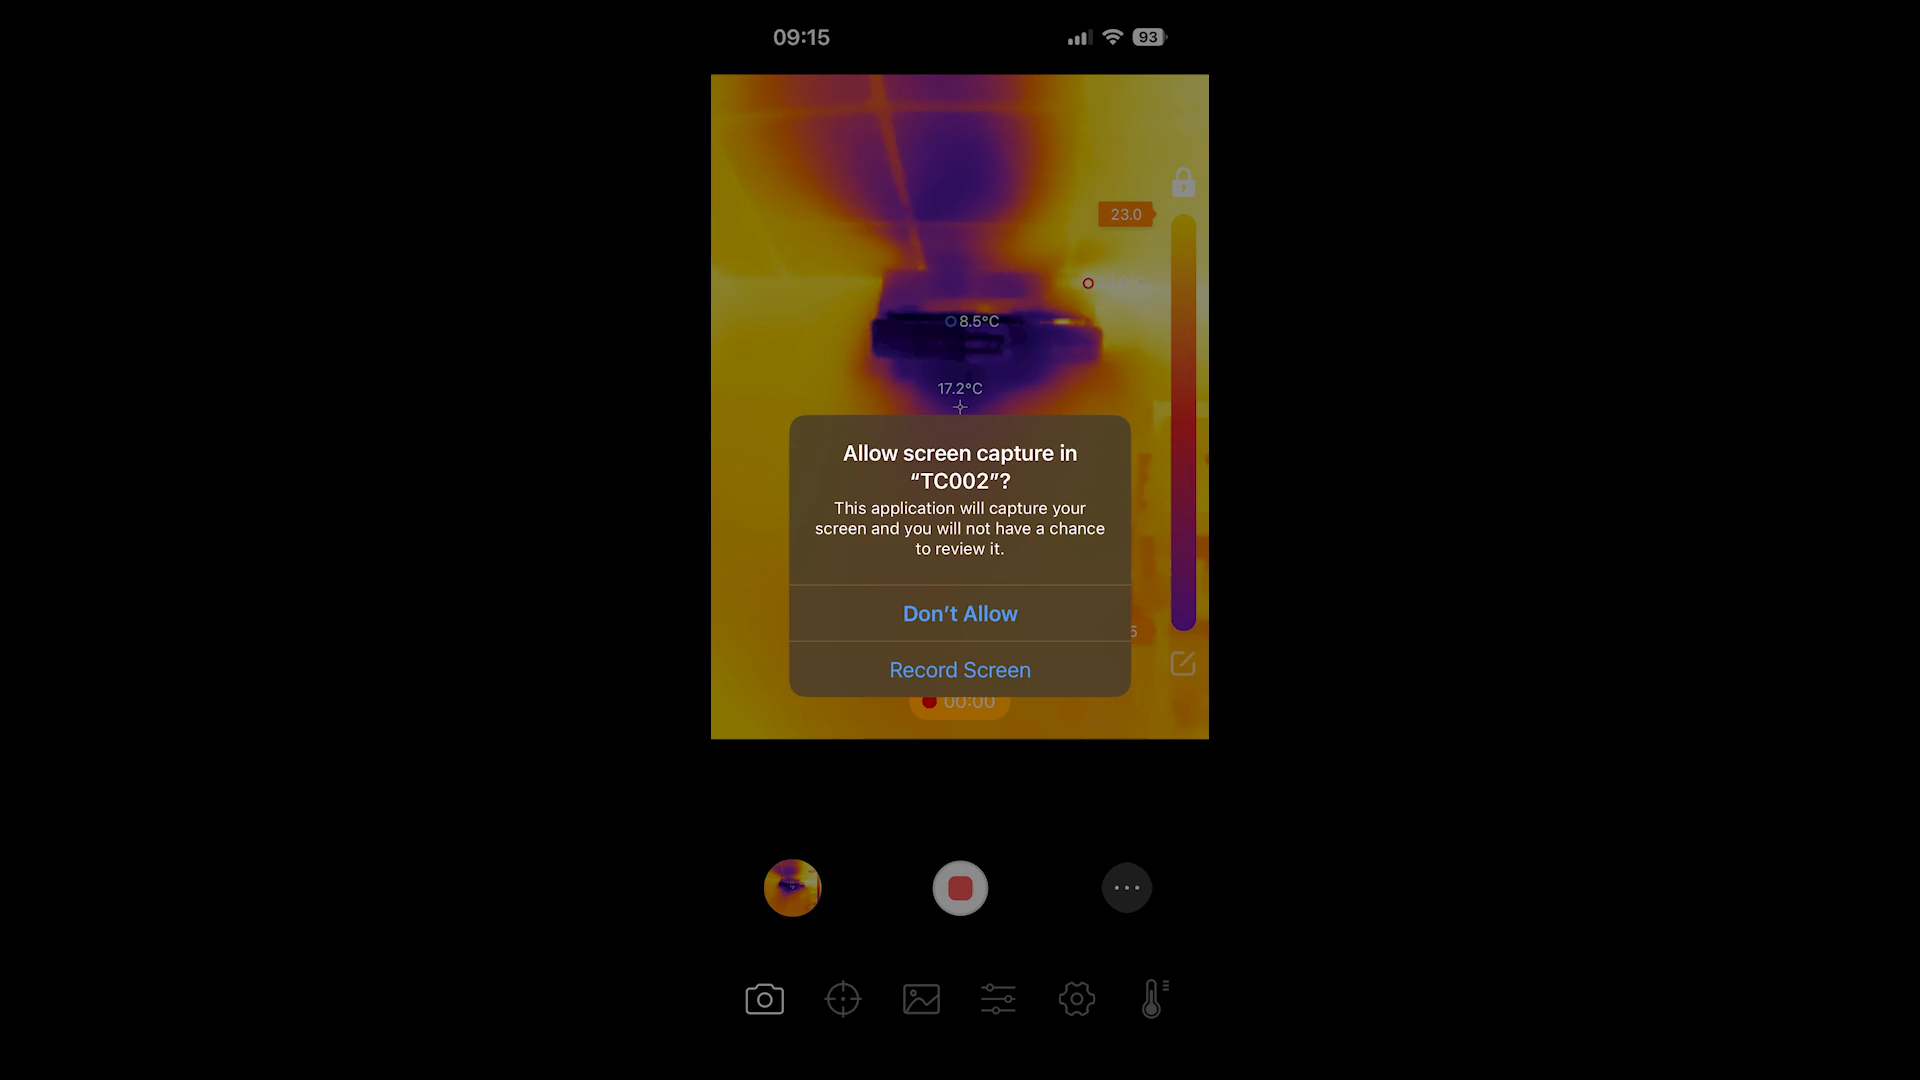 09:15
93
23.0
8.5°C
17.2°C
Allow screen capture in
“TC002”?
This application will capture your
screen and you will not have a chance
to review it.
Don’t Allow
5
Record Screen
00:00